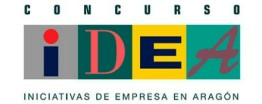 CONCURSO
iDEA
INICIATIVAS DE EMPRESA EN ARAGÓN